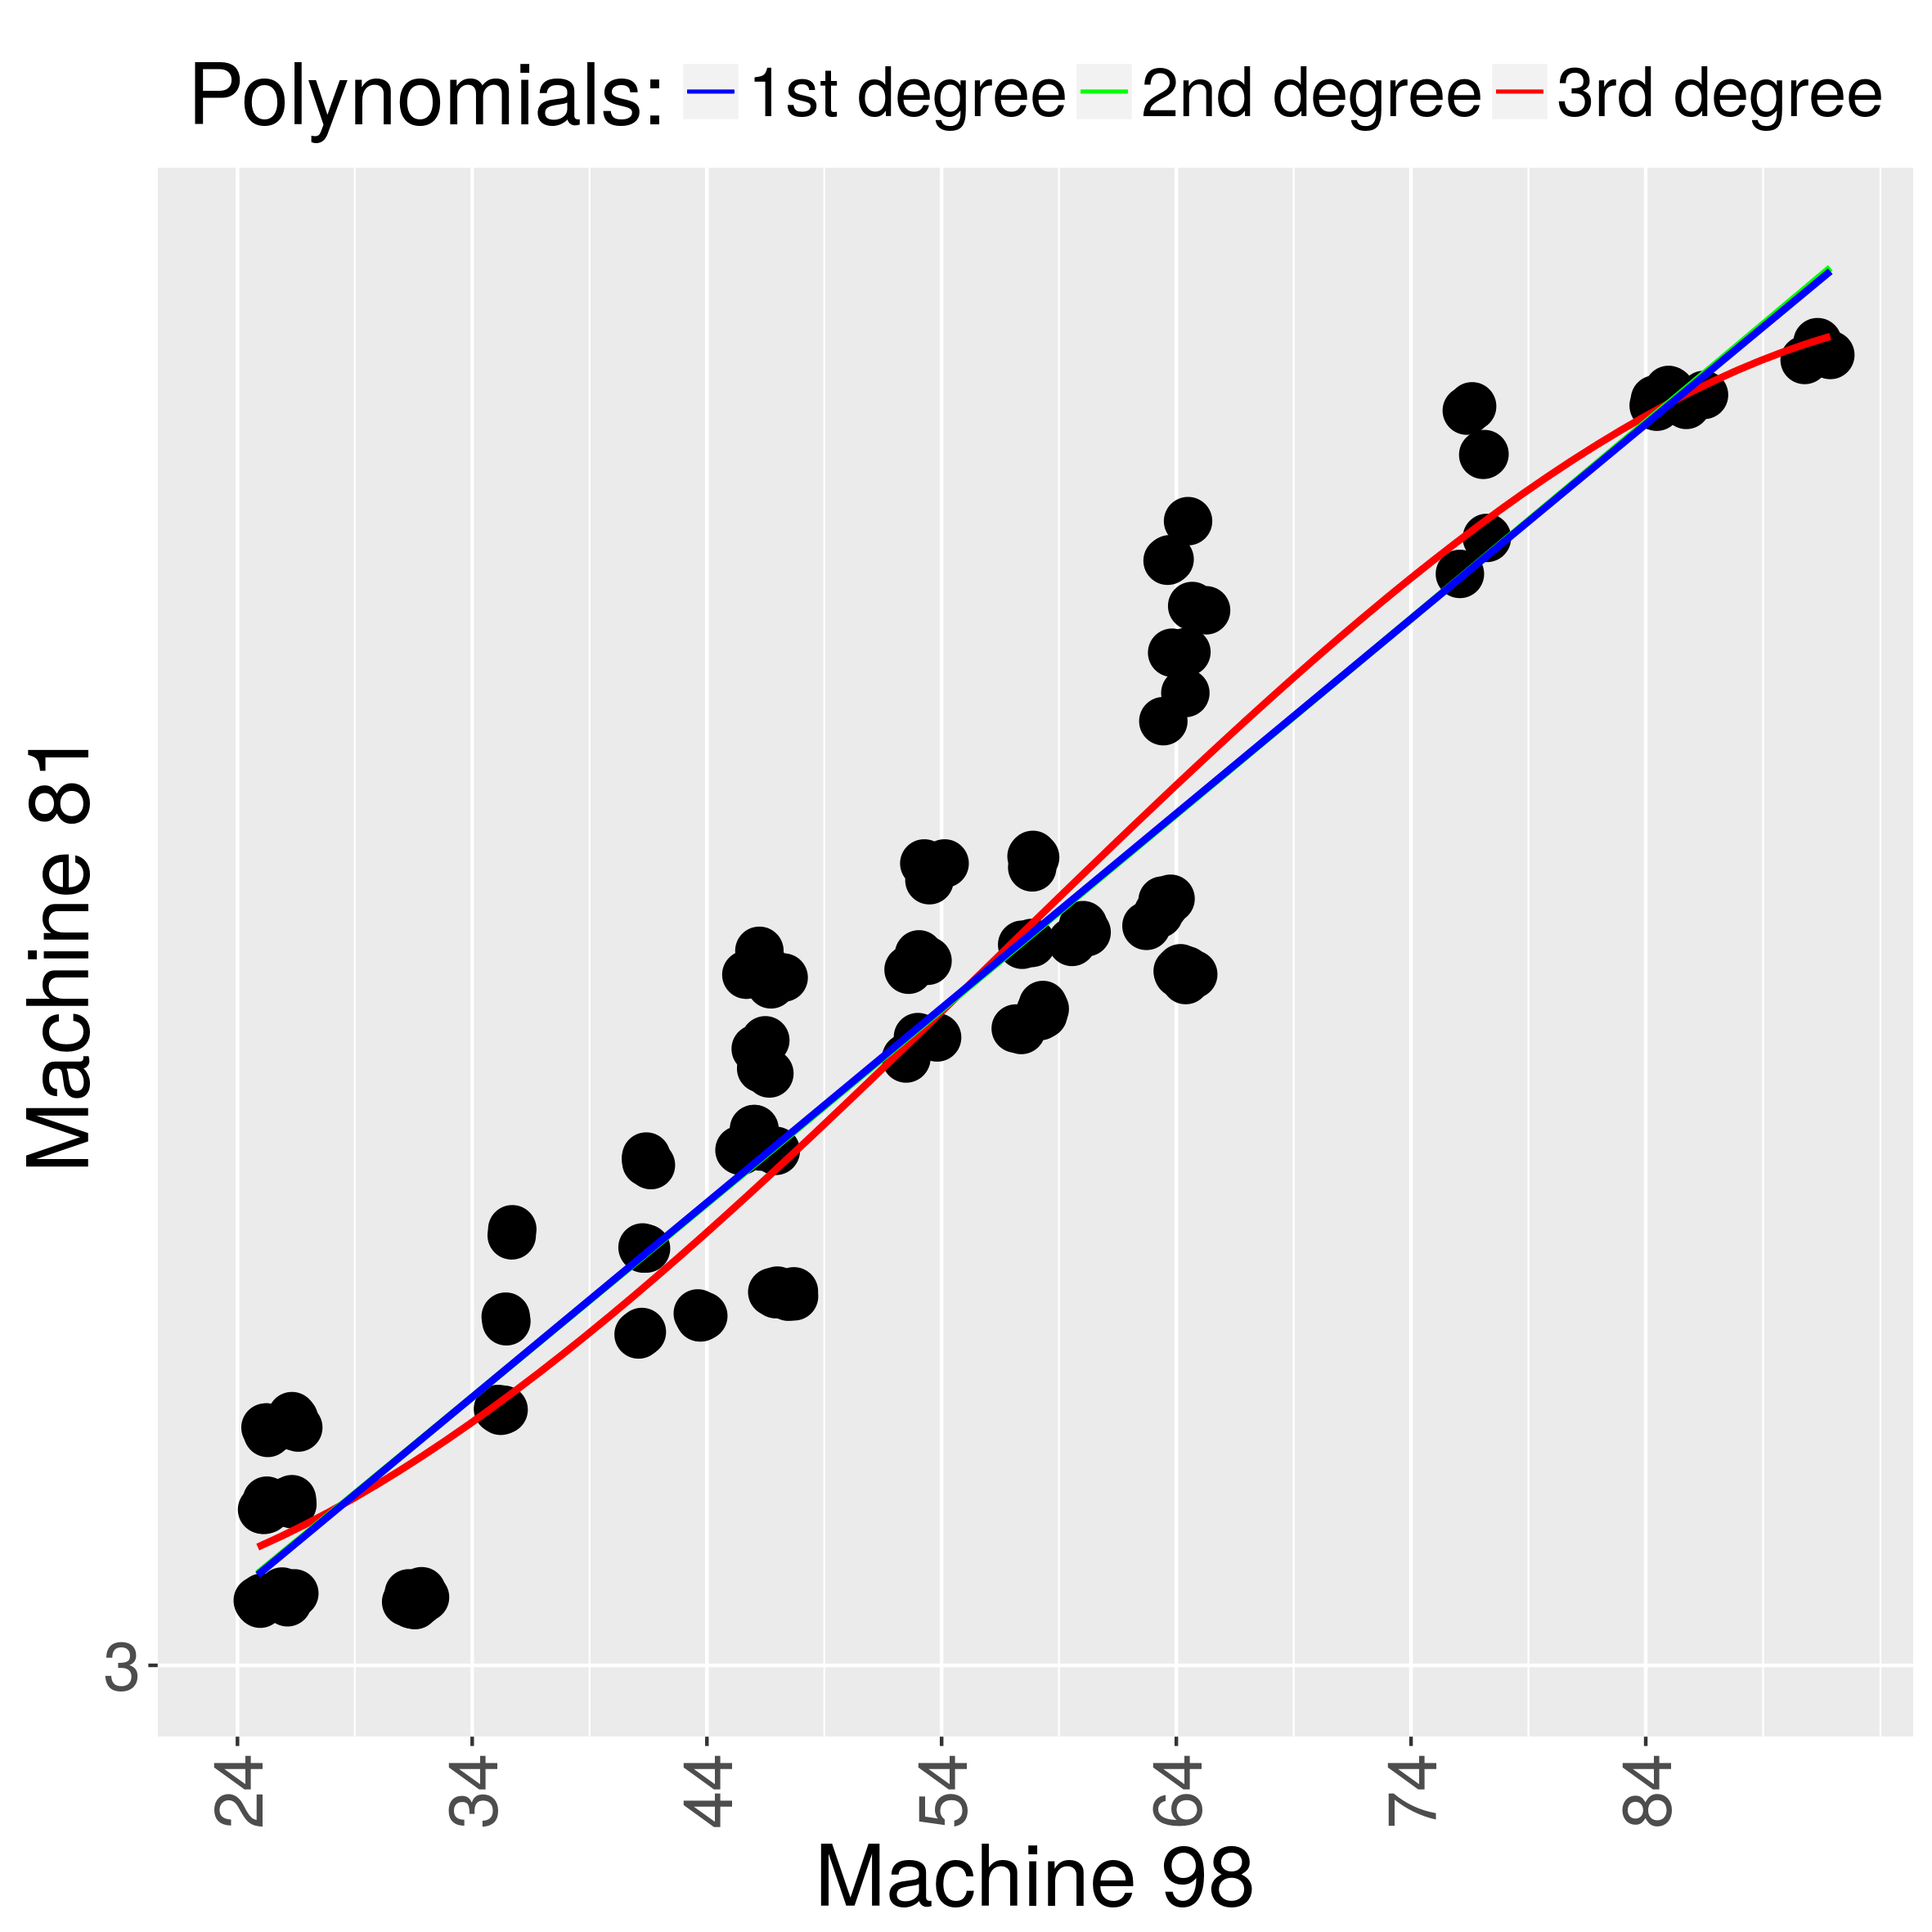 Polynomials: 1st degree 2nd degree 3rd degree
Machine 81
3
24 34 44 54 64 74 84
Machine 98